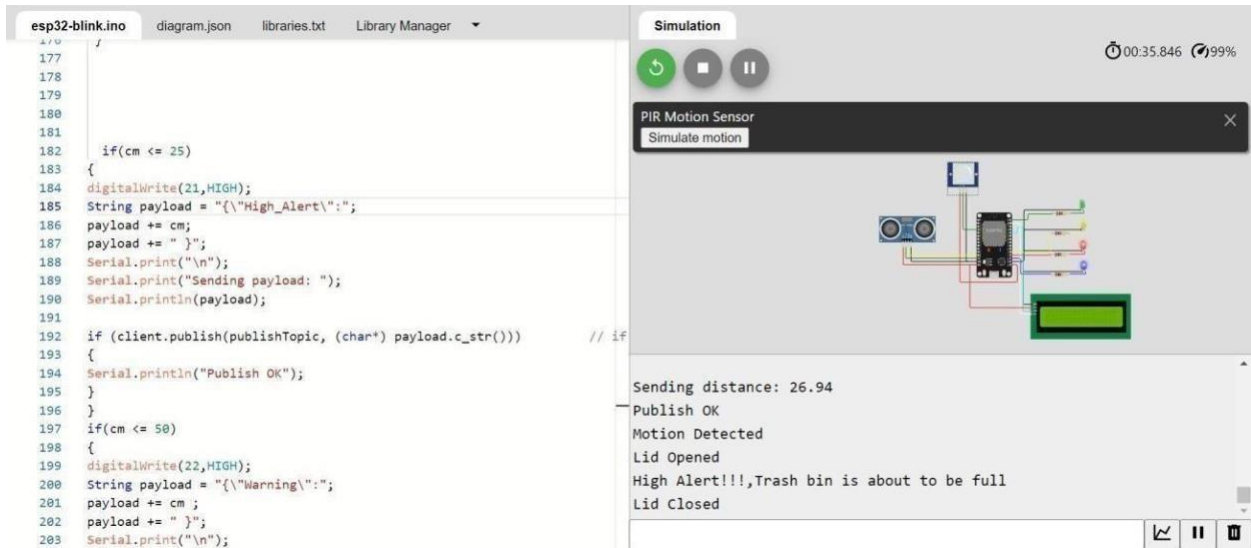 esp32-blink.ino diagram.json libraries.txt Library Manager
176 }
177
178
179
180
181
182 if(cm <= 25)
183 {
184 digitalWrite(21,HIGH);
185 String payload = "{\"High_Alert\":";
186 payload += cm;
187 payload += " }";
188 Serial.print("\n");
189 Serial.print("Sending payload: ");
190 Serial.println(payload);
191
192 if (client.publish(publishTopic, (char*) payload.c_str())) // if
193 {
194 Serial.println("Publish OK");
195 }
196 }
197 if(cm <= 50)
198 {
199 digitalWrite(22,HIGH);
200 String payload = "{\"Warning\":";
201 payload += cm ;
202 payload += " }";
203 Serial.print("\n");
Simulation
00:35.846 99%
PIR Motion Sensor
Simulate motion
Sending distance: 26.94
Publish OK
Motion Detected
Lid Opened
High Alert!!!,Trash bin is about to be full
Lid Closed